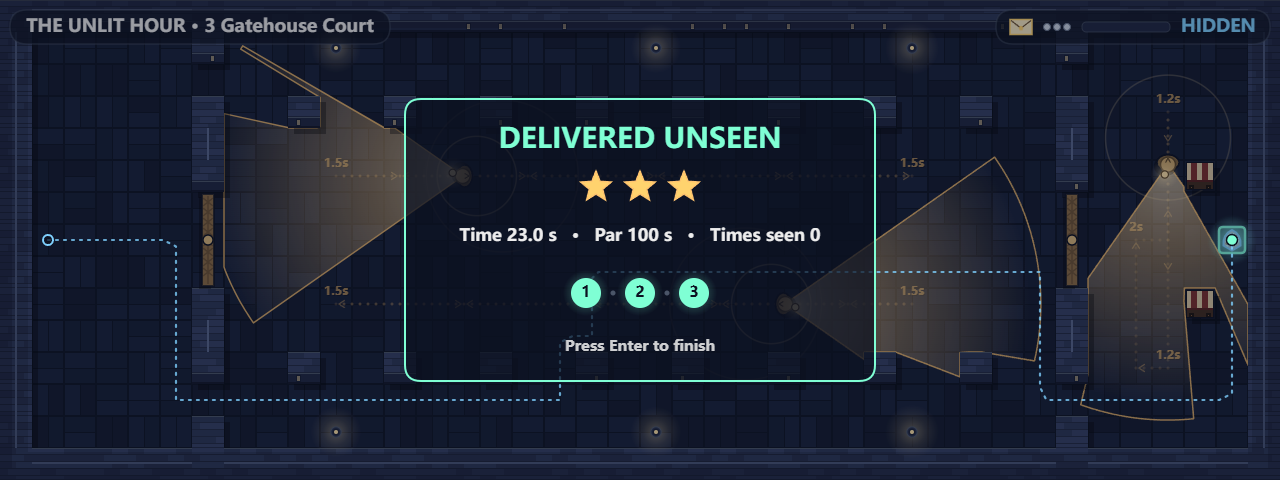 THE UNLIT HOUR • 3 Gatehouse Court
HIDDEN
1.2s
1.5s
1.5s
DELIVERED UNSEEN
Time 23.0 s • Par 100 s • Times seen 0
2s
1.5s
1.5s
1 • 2 • 3
Press Enter to finish
1.2s